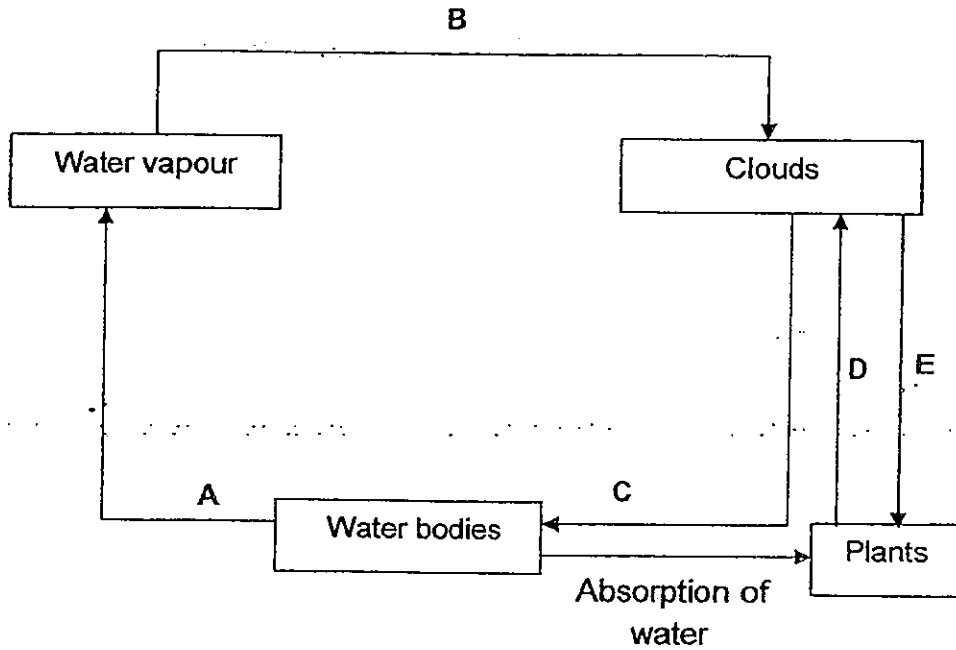 B
Water vapour
Clouds
D
E
A
C
Water bodies
Plants
Absorption of
water